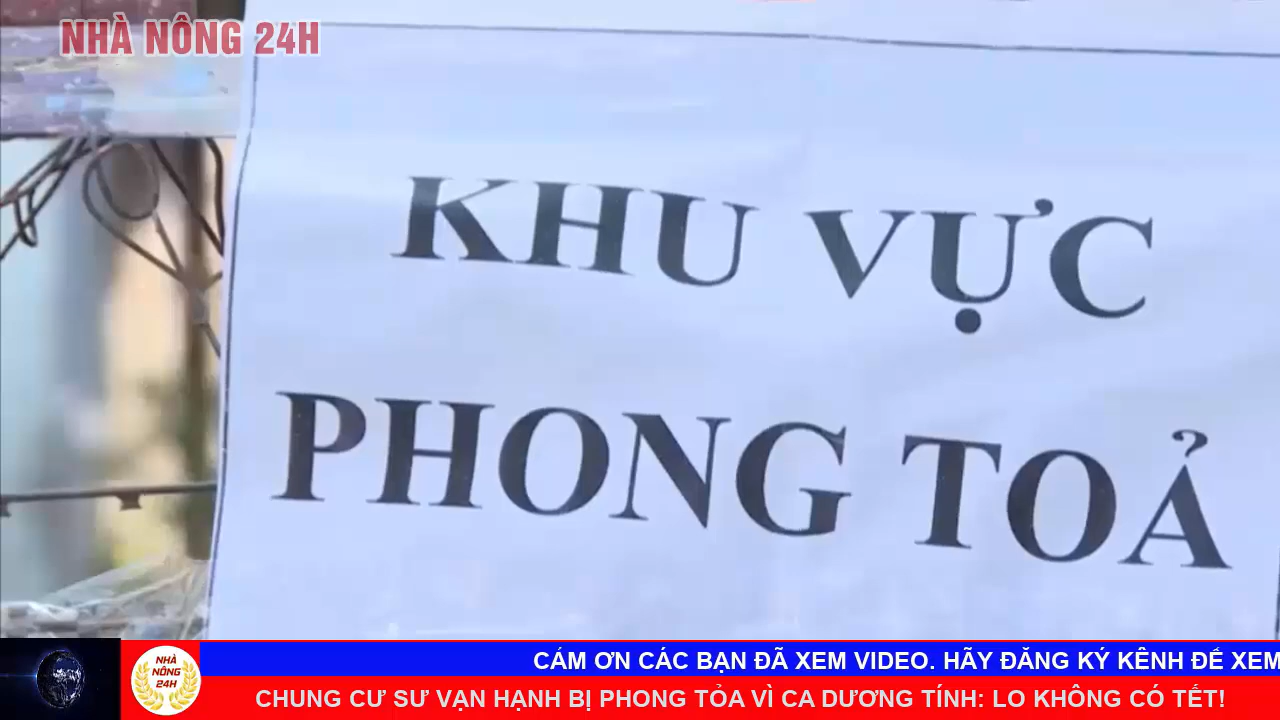 NHÀ NÔNG 24H
KHU VỰC
PHONG TOẢ
CÁM ƠN CÁC BẠN ĐÃ XEM VIDEO. HÃY ĐĂNG KÝ KÊNH ĐỂ XEM
NHÀ
NÔNG
24H
CHUNG CƯ SƯ VẠN HẠNH BỊ PHONG TỎA VÌ CA DƯƠNG TÍNH: LO KHÔNG CÓ TẾT!